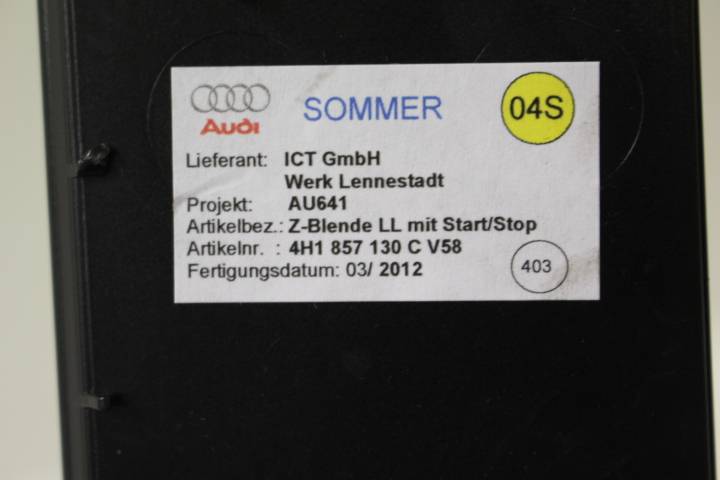 Audi SOMMER 04S
Lieferant: ICT GmbH
Werk Lennestadt
Projekt: AU641
Artikelbez.: Z-Blende LL mit Start/Stop
Artikelnr. : 4H1 857 130 C V58
Fertigungsdatum: 03/ 2012 403